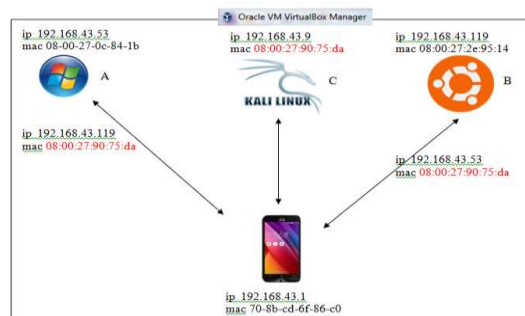 Oracle VM VirtualBox Manager
ip 192.168.43.53
mac 08-00-27-0c-84-1b
A
ip 192.168.43.9
mac 08:00:27:90:75:da
C
KALI LINUX
ip 192.168.43.119
mac 08:00:27:2e:95:14
B
ip 192.168.43.119
mac 08:00:27:90:75:da
ip 192.168.43.53
mac 08:00:27:90:75:da
ip 192.168.43.1
mac 70-8b-cd-6f-86-c0